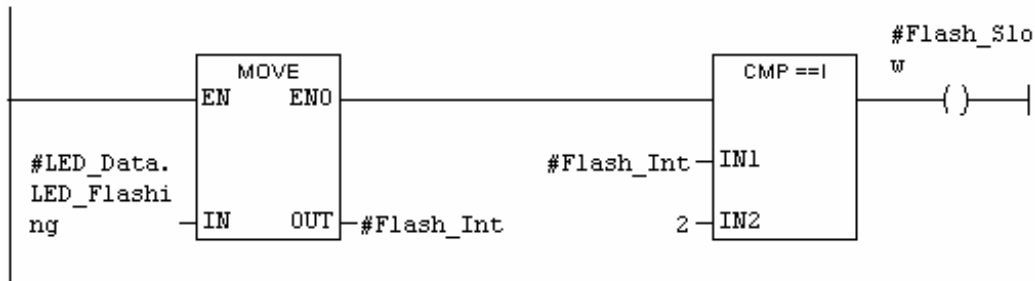 #Flash_Slo
w
MOVE
CMP ==I
EN ENO
#LED_Data.
LED_Flashi
ng
IN OUT
#Flash_Int
#Flash_Int
IN1
2
IN2